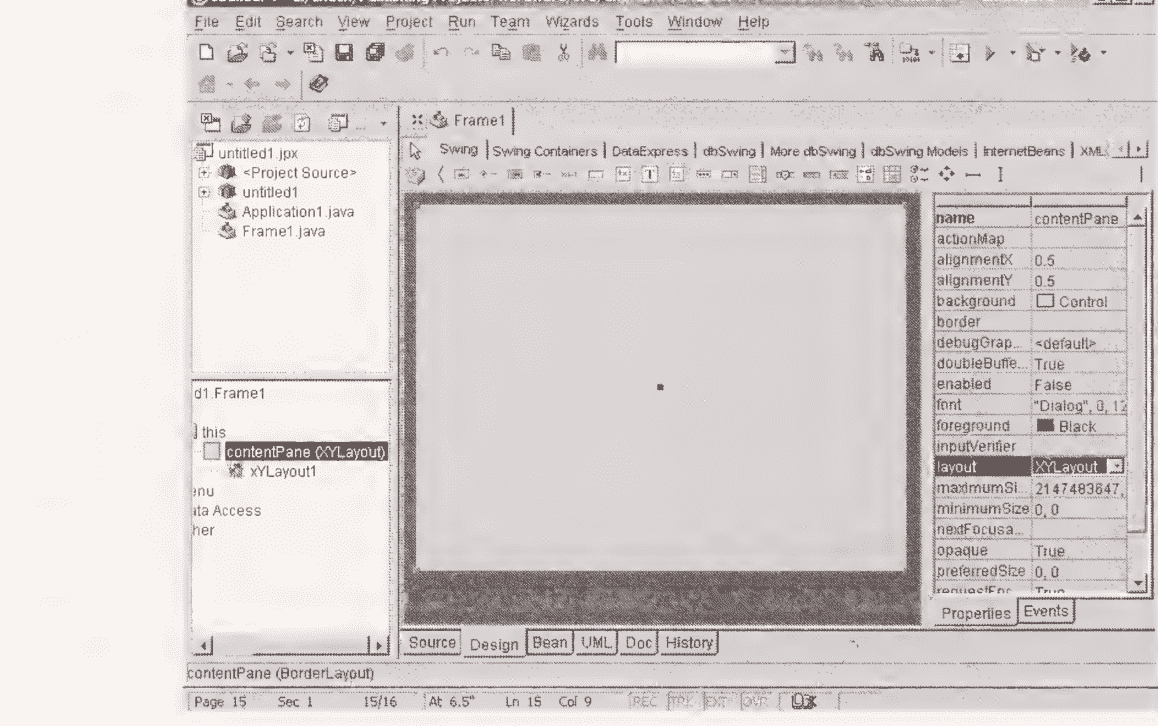 File Edit Search View Project Run Team Wizards Tools Window Help
Frame1
Swing Swing Containers DataExpress dbSwing More dbSwing dbSwing Models InternetBeans XML
untitled1.jpx
<Project Source>
untitled1
Application1.java
Frame1.java
d1.Frame1
this
contentPane (XYLayout)
xYLayout1
enu
ata Access
her
name contentPane
actionMap
alignmentX 0.5
alignmentY 0.5
background Control
border
debugGrap... <default>
doubleBuffe... True
enabled False
font "Dialog", 0, 12
foreground Black
inputVerifier
layout XYLayout
maximumSi... 2147483647,
minimumSize 0, 0
nextFocusa...
opaque True
preferredSize 0, 0
requestFoc... True
Properties Events
Source Design Bean UML Doc History
contentPane (BorderLayout)
Page 15 Sec 1 15/16 At 6.5" Ln 15 Col 9 REC TRK EXT OVR